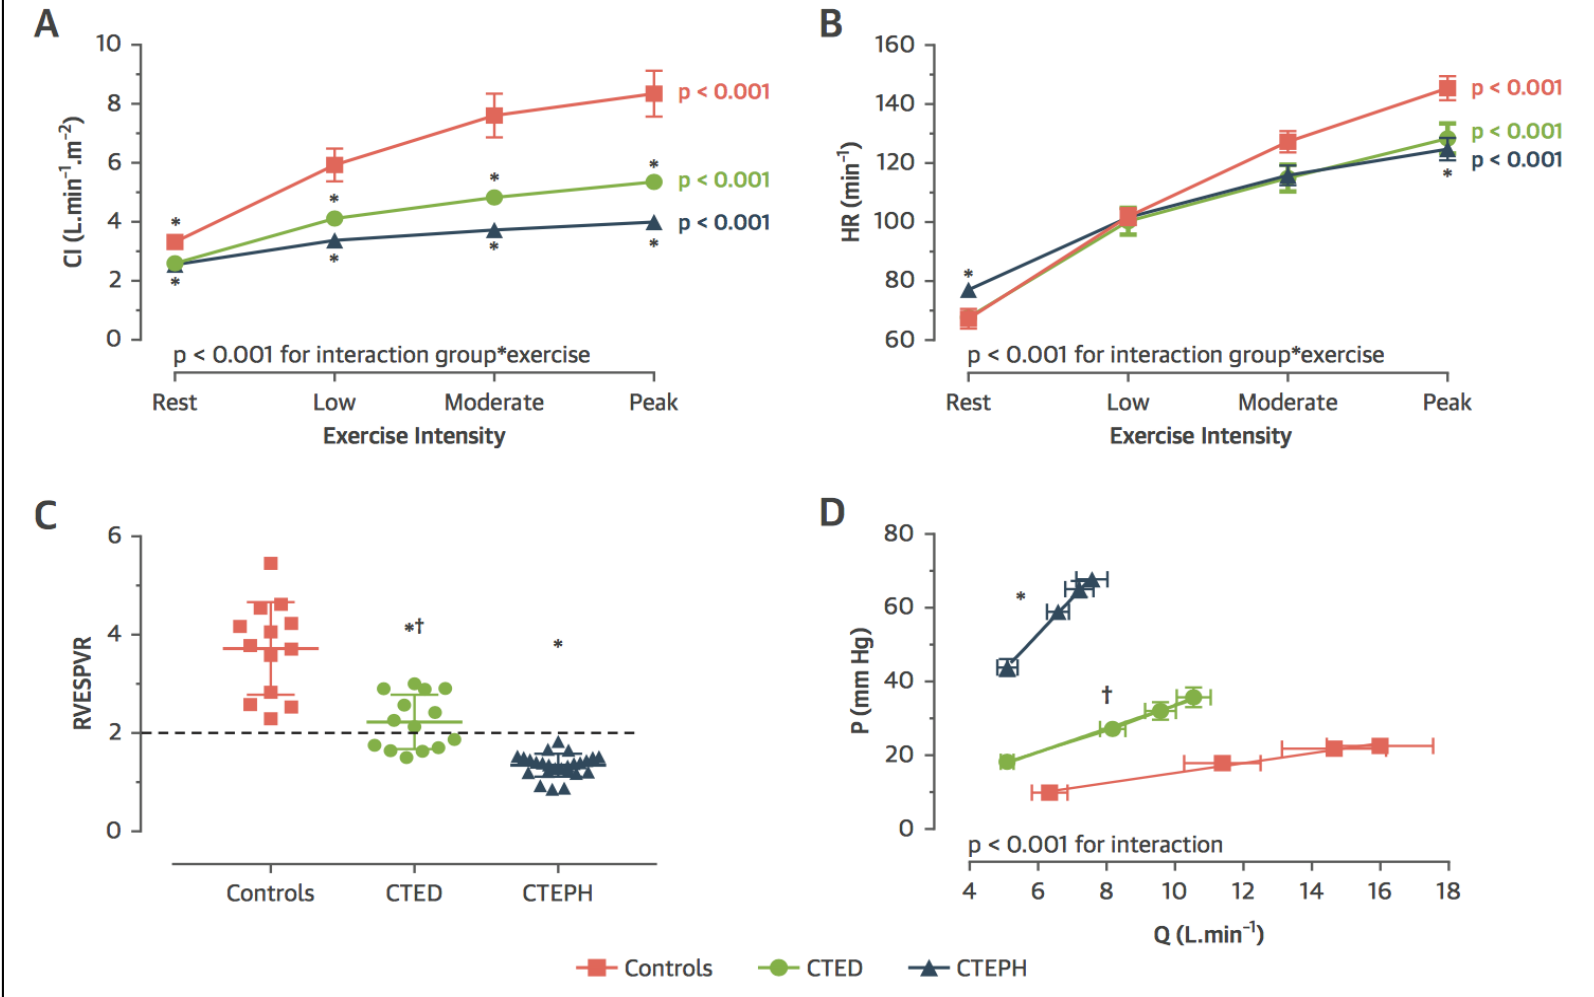 A
10
8
6
4
2
0
CI (L.min⁻¹.m⁻²)
p < 0.001
p < 0.001
p < 0.001
*
*
*
*
*
*
*
*
p < 0.001 for interaction group*exercise
Rest Low Moderate Peak
Exercise Intensity
B
160
140
120
100
80
60
HR (min⁻¹)
p < 0.001
p < 0.001
p < 0.001
*
*
p < 0.001 for interaction group*exercise
Rest Low Moderate Peak
Exercise Intensity
C
6
4
2
0
RVESPVR
*†
*
Controls CTED CTEPH
D
80
60
40
20
0
P (mm Hg)
*
†
p < 0.001 for interaction
4 6 8 10 12 14 16 18
Q (L.min⁻¹)
Controls CTED CTEPH